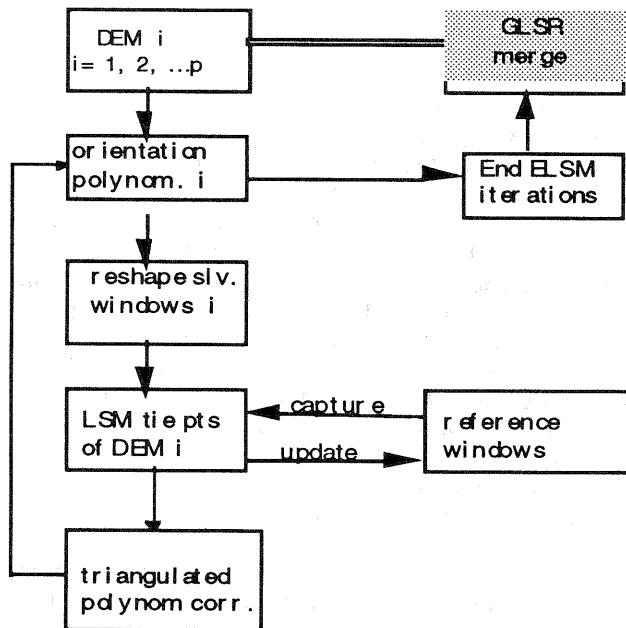 DEM i
i= 1, 2, ...p
GLSR
merge
orientation
polynom. i
End ELSM
iterations
reshape slv.
windows i
LSM tie pts
of DEM i
capture
update
reference
windows
triangulated
polynom corr.